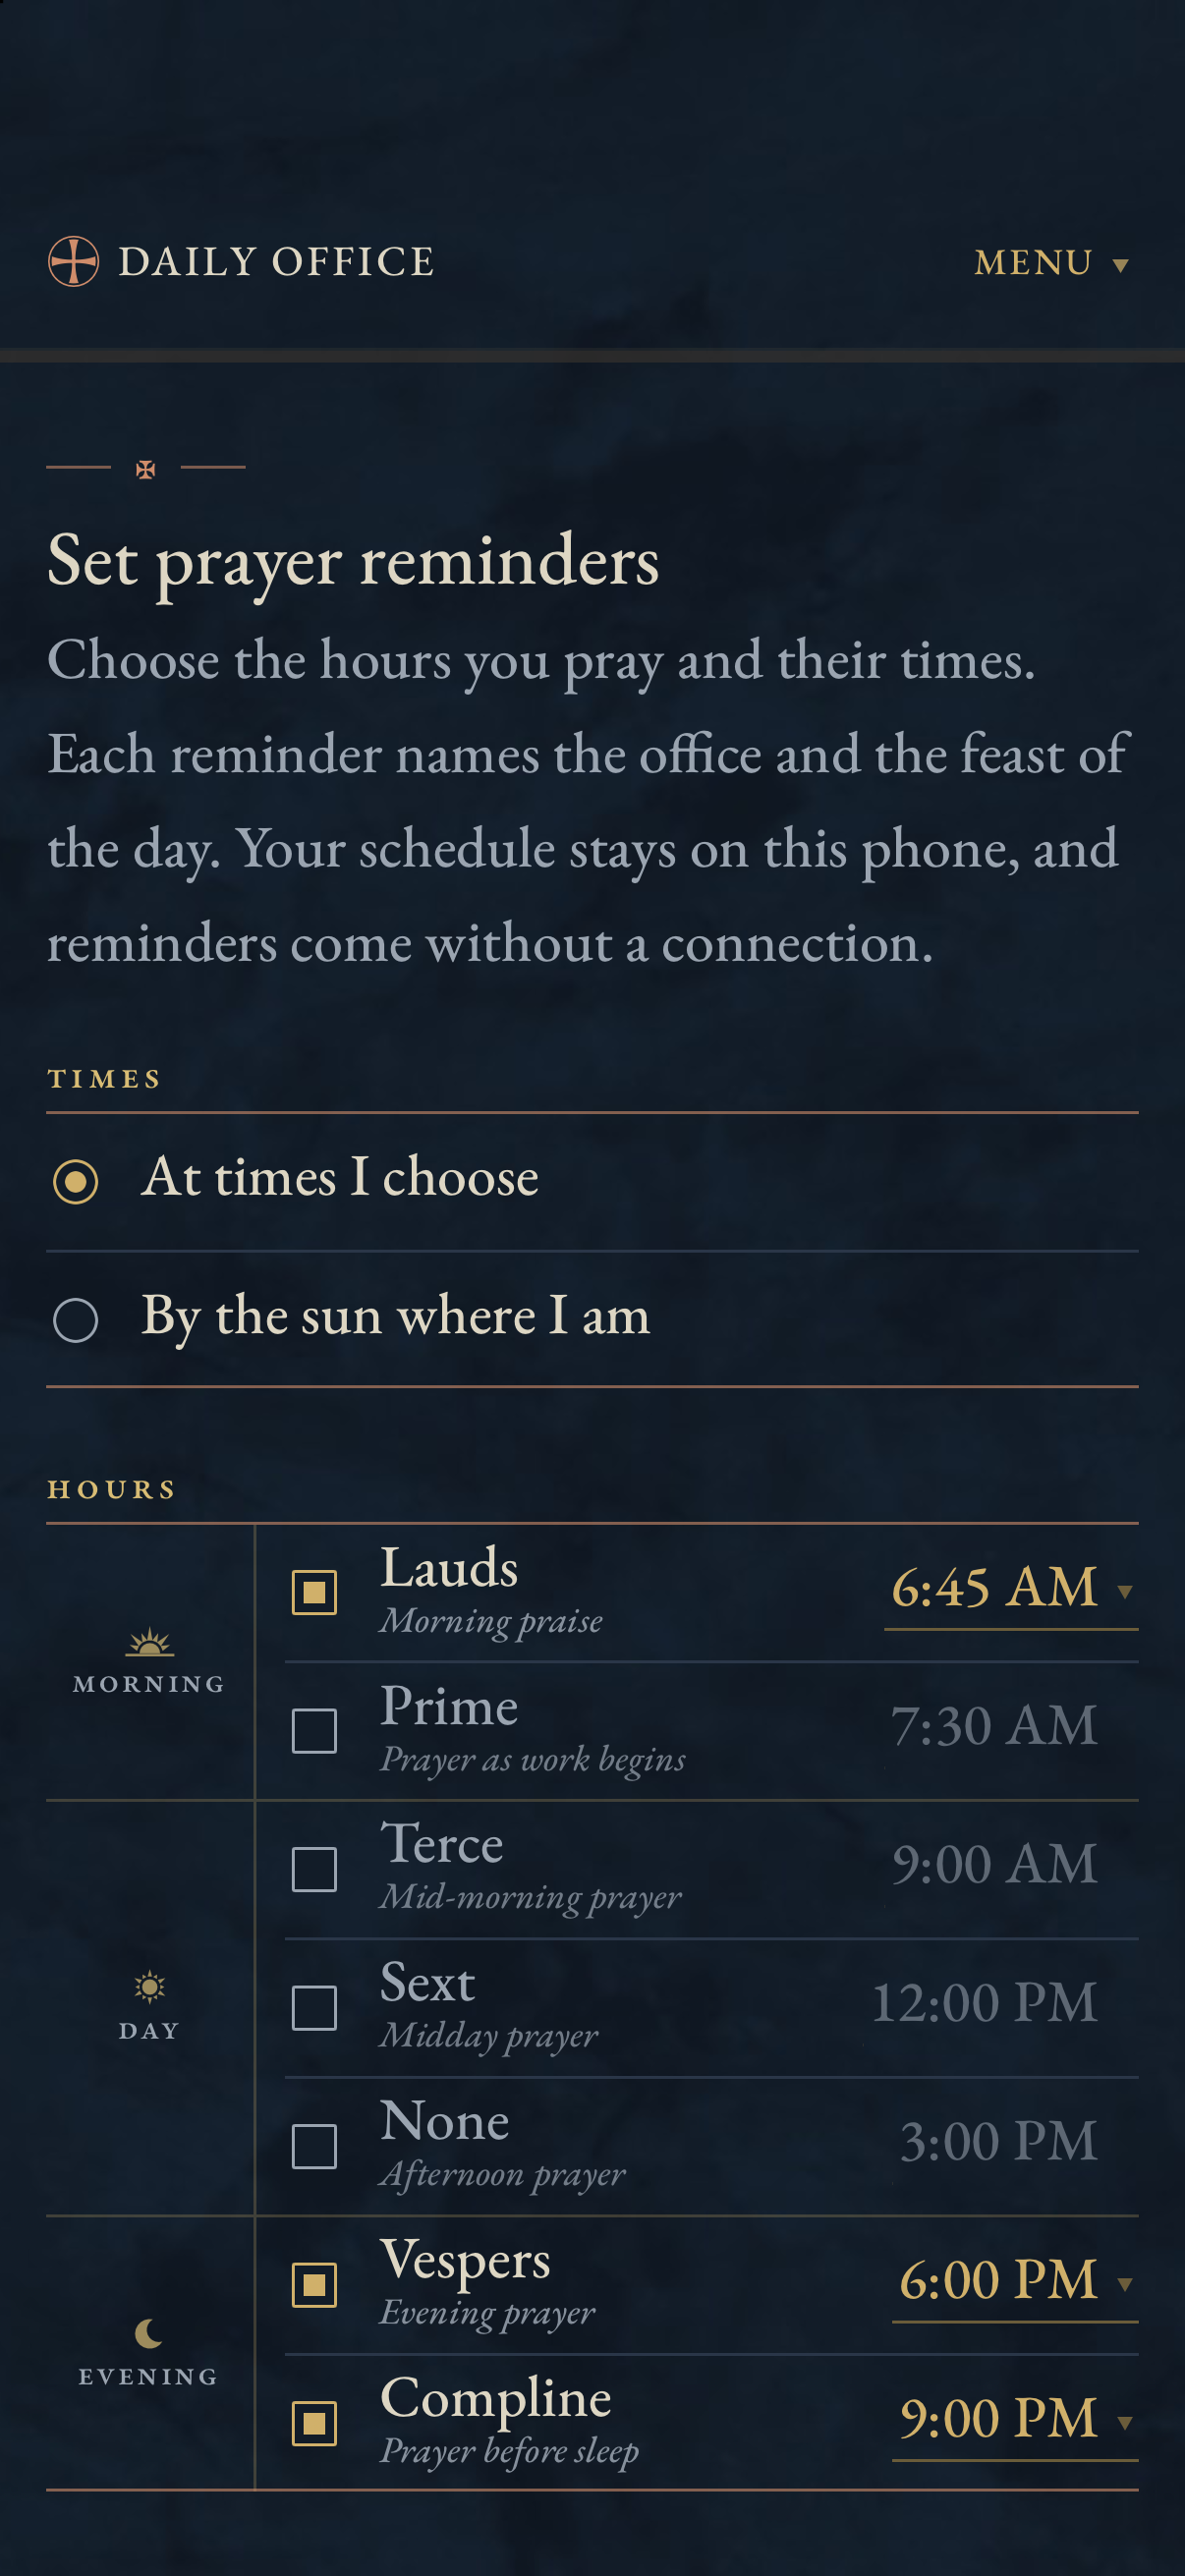 DAILY OFFICE
MENU ▼
Set prayer reminders
Choose the hours you pray and their times.
Each reminder names the office and the feast of
the day. Your schedule stays on this phone, and
reminders come without a connection.
TIMES
At times I choose
By the sun where I am
HOURS
MORNING
Lauds
Morning praise
6:45 AM ▼
Prime
Prayer as work begins
7:30 AM
DAY
Terce
Mid-morning prayer
9:00 AM
Sext
Midday prayer
12:00 PM
None
Afternoon prayer
3:00 PM
EVENING
Vespers
Evening prayer
6:00 PM ▼
Compline
Prayer before sleep
9:00 PM ▼